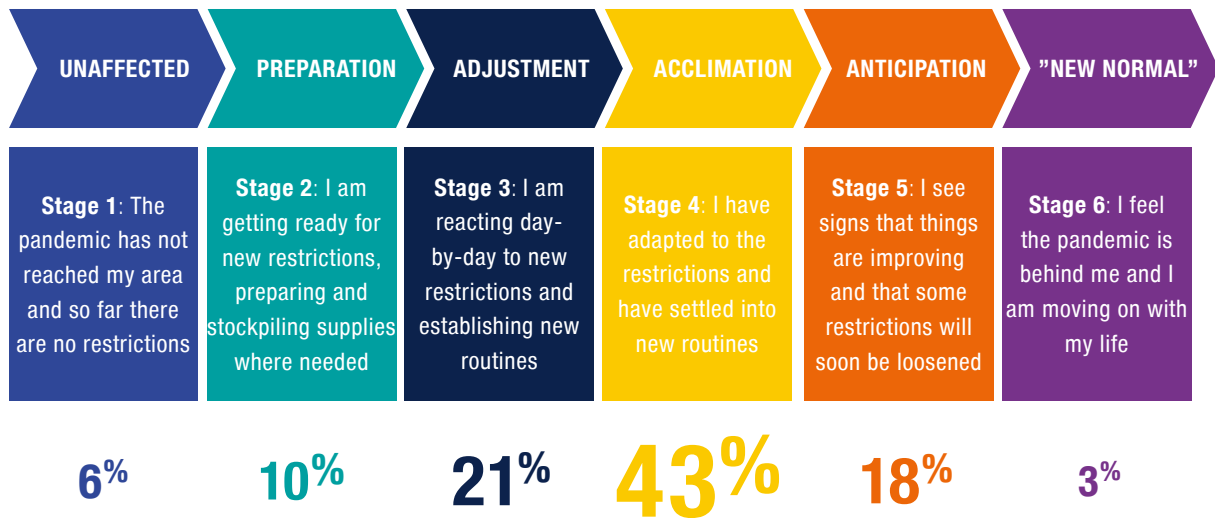 UNAFFECTED
PREPARATION
ADJUSTMENT
ACCLIMATION
ANTICIPATION
”NEW NORMAL”
Stage 1: The
pandemic has not
reached my area
and so far there
are no restrictions
Stage 2: I am
getting ready for
new restrictions,
preparing and
stockpiling supplies
where needed
Stage 3: I am
reacting day-
by-day to new
restrictions and
establishing new
routines
Stage 4: I have
adapted to the
restrictions and
have settled into
new routines
Stage 5: I see
signs that things
are improving
and that some
restrictions will
soon be loosened
Stage 6: I feel
the pandemic is
behind me and I
am moving on with
my life
6%
10%
21%
43%
18%
3%